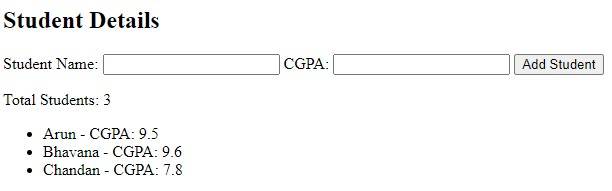 Student Details
Student Name: CGPA: Add Student
Total Students: 3
• Arun - CGPA: 9.5
• Bhavana - CGPA: 9.6
• Chandan - CGPA: 7.8